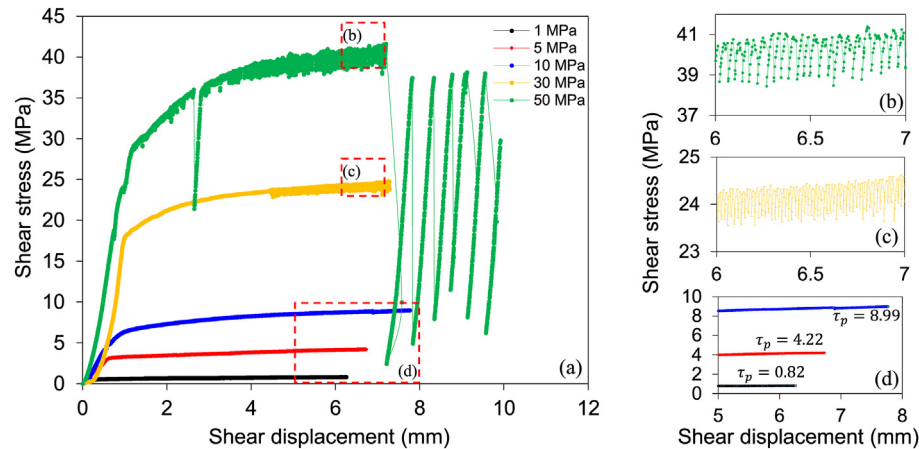 45
40
35
30
25
20
15
10
5
0
0 2 4 6 8 10 12
Shear stress (MPa)
Shear displacement (mm)
1 MPa
5 MPa
10 MPa
30 MPa
50 MPa
(b)
(c)
(d)
(a)
41
39
37
6 6.5 7
(b)
Shear stress (MPa)
25
24
23
6 6.5 7
(c)
10
8
6
4
2
0
τp = 8.99
τp = 4.22
τp = 0.82
(d)
5 6 7 8
Shear displacement (mm)